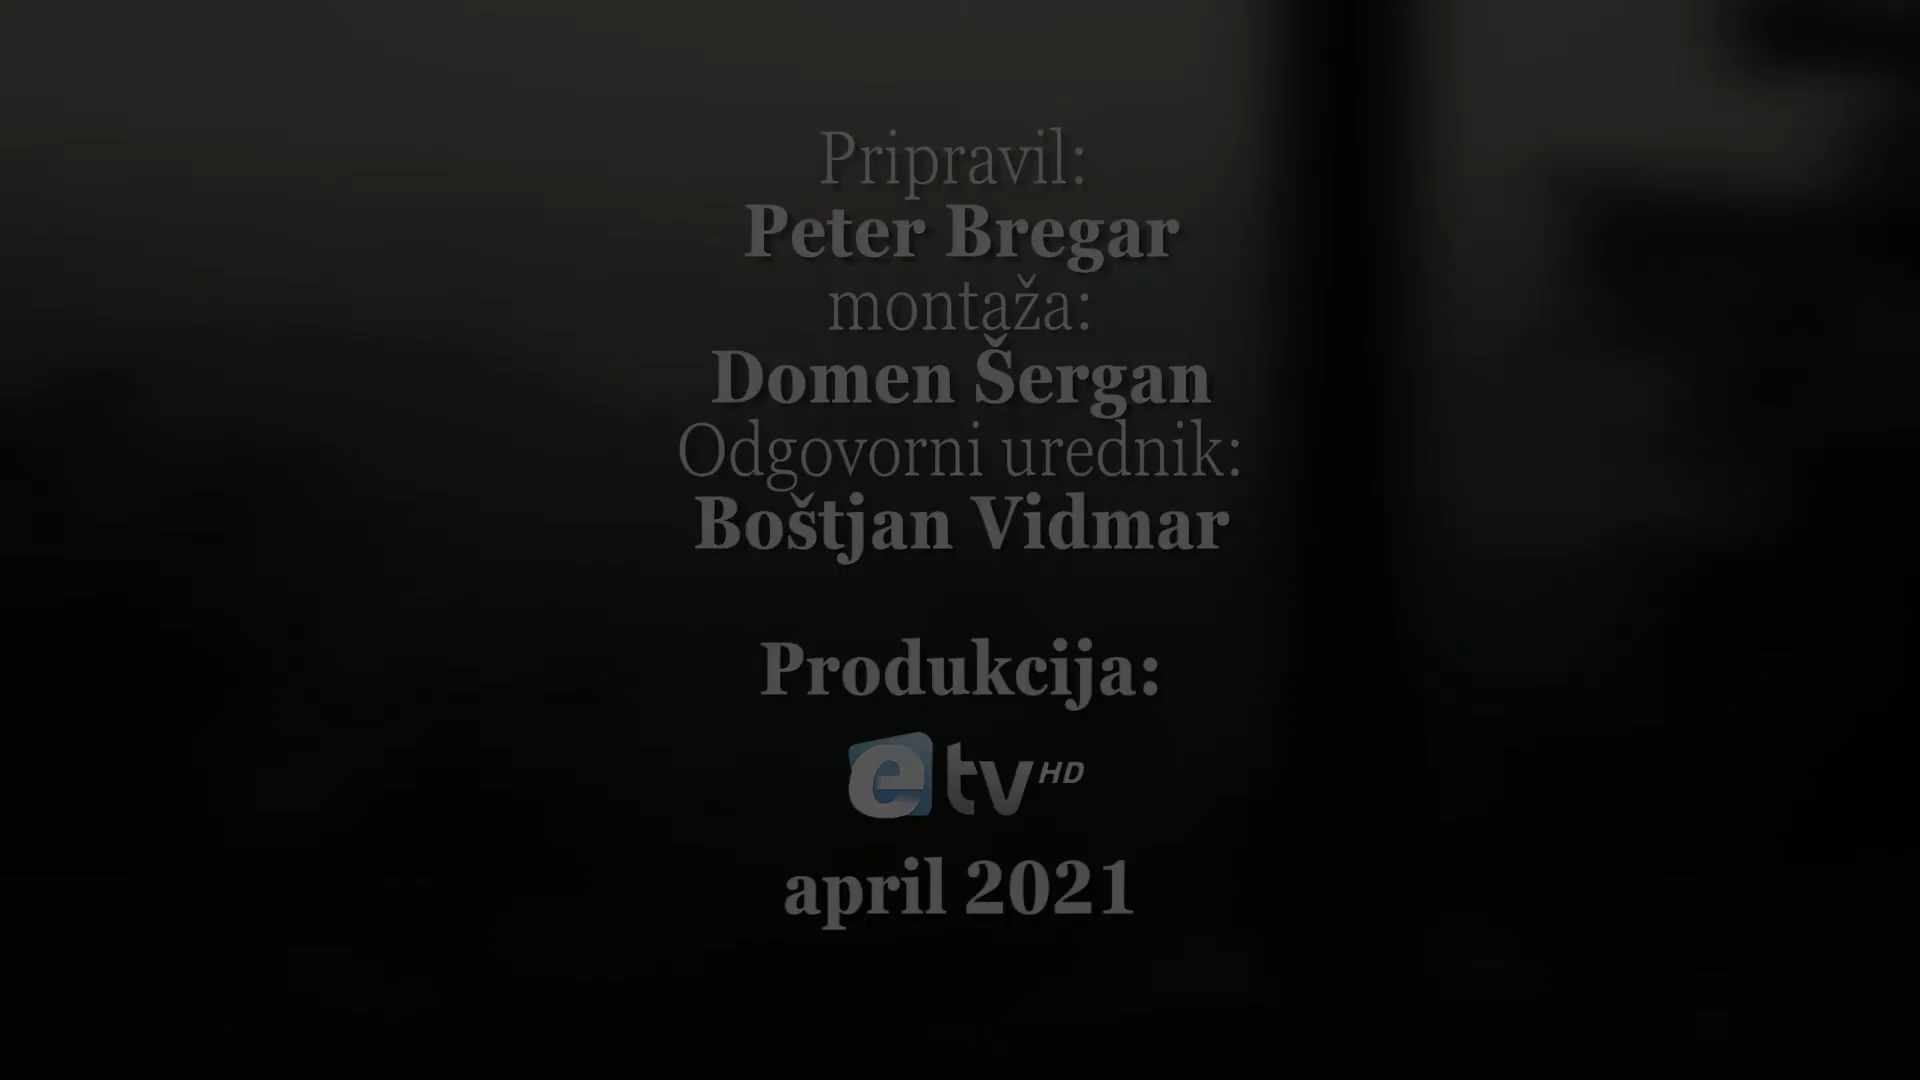 Pripravil:
Peter Bregar
montaža:
Domen Šergan
Odgovorni urednik:
Boštjan Vidmar
Produkcija:
etv HD
april 2021